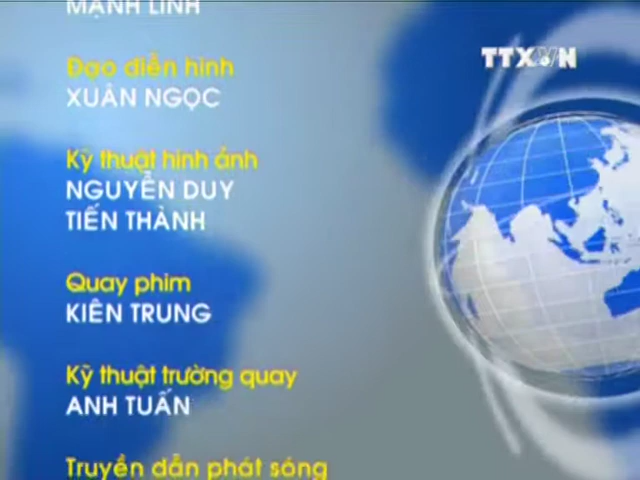 MẠNH LINH
TTXVN
Đạo diễn hình
XUÂN NGỌC
Kỹ thuật hình ảnh
NGUYỄN DUY
TIẾN THÀNH
Quay phim
KIÊN TRUNG
Kỹ thuật trường quay
ANH TUẤN
Truyền dẫn phát sóng